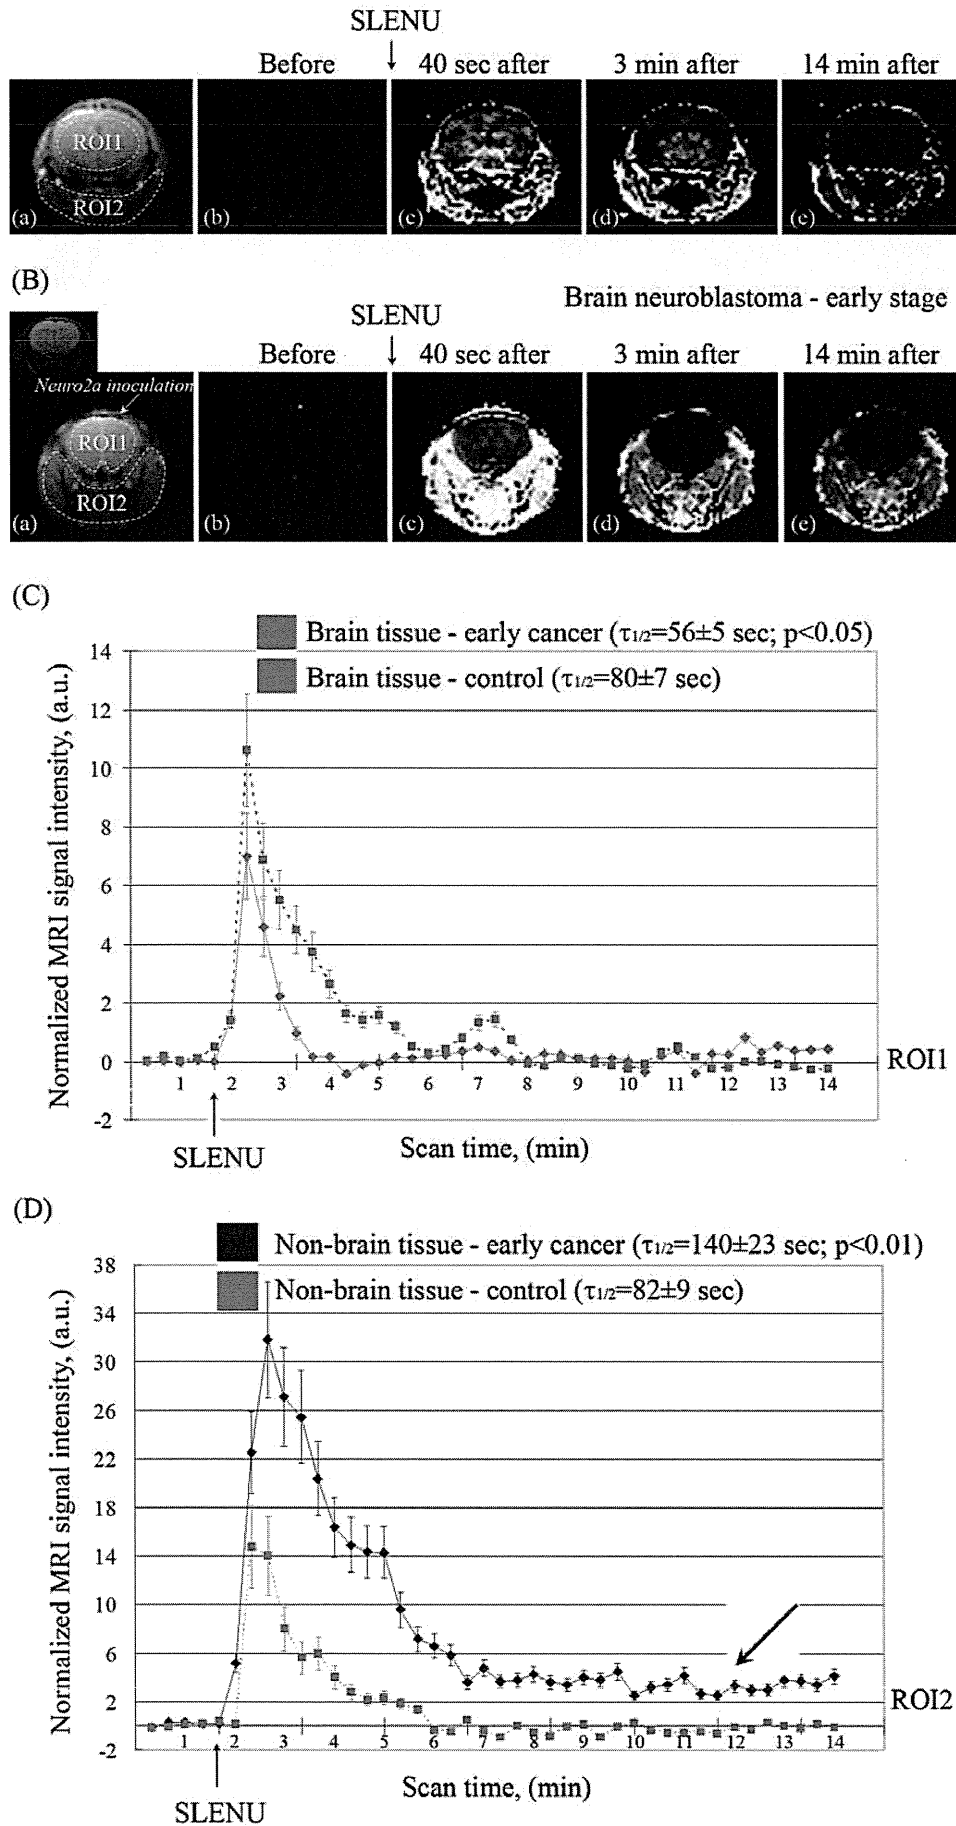 SLENU
Before 40 sec after 3 min after 14 min after
ROI1
ROI2
(a) (b) (c) (d) (e)
(B)
Brain neuroblastoma - early stage
SLENU
Before 40 sec after 3 min after 14 min after
Neuro2a inoculation
ROI1
ROI2
(a) (b) (c) (d) (e)
(C)
Brain tissue - early cancer (τ1/2=56±5 sec; p<0.05)
Brain tissue - control (τ1/2=80±7 sec)
Normalized MRI signal intensity, (a.u.)
14
12
10
8
6
4
2
0
-2
1 2 3 4 5 6 7 8 9 10 11 12 13 14
ROI1
SLENU
Scan time, (min)
(D)
Non-brain tissue - early cancer (τ1/2=140±23 sec; p<0.01)
Non-brain tissue - control (τ1/2=82±9 sec)
Normalized MRI signal intensity, (a.u.)
38
34
30
26
22
18
14
10
6
2
-2
1 2 3 4 5 6 7 8 9 10 11 12 13 14
ROI2
SLENU
Scan time, (min)